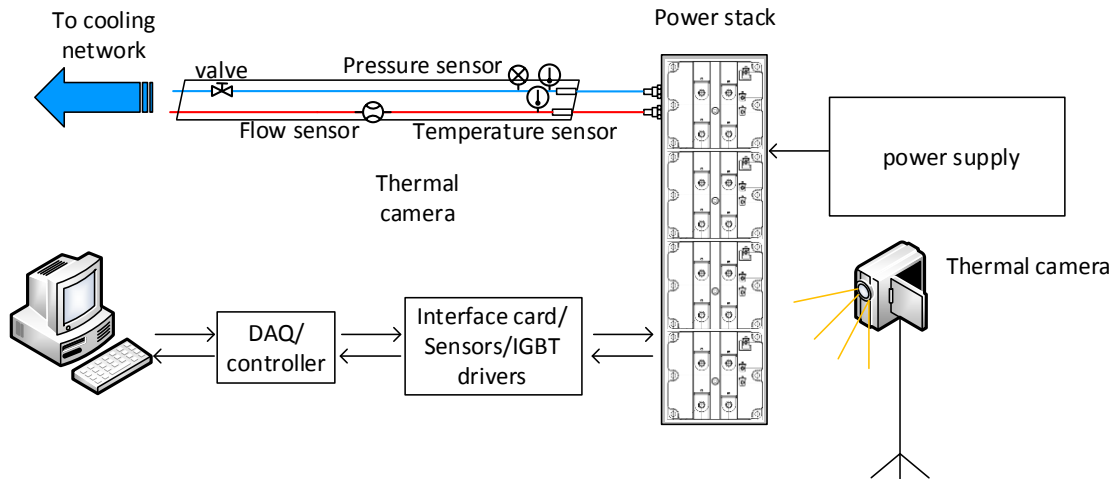 To cooling
network
Power stack
valve
Pressure sensor
Flow sensor
Temperature sensor
Thermal
camera
power supply
Thermal camera
DAQ/
controller
Interface card/
Sensors/IGBT
drivers